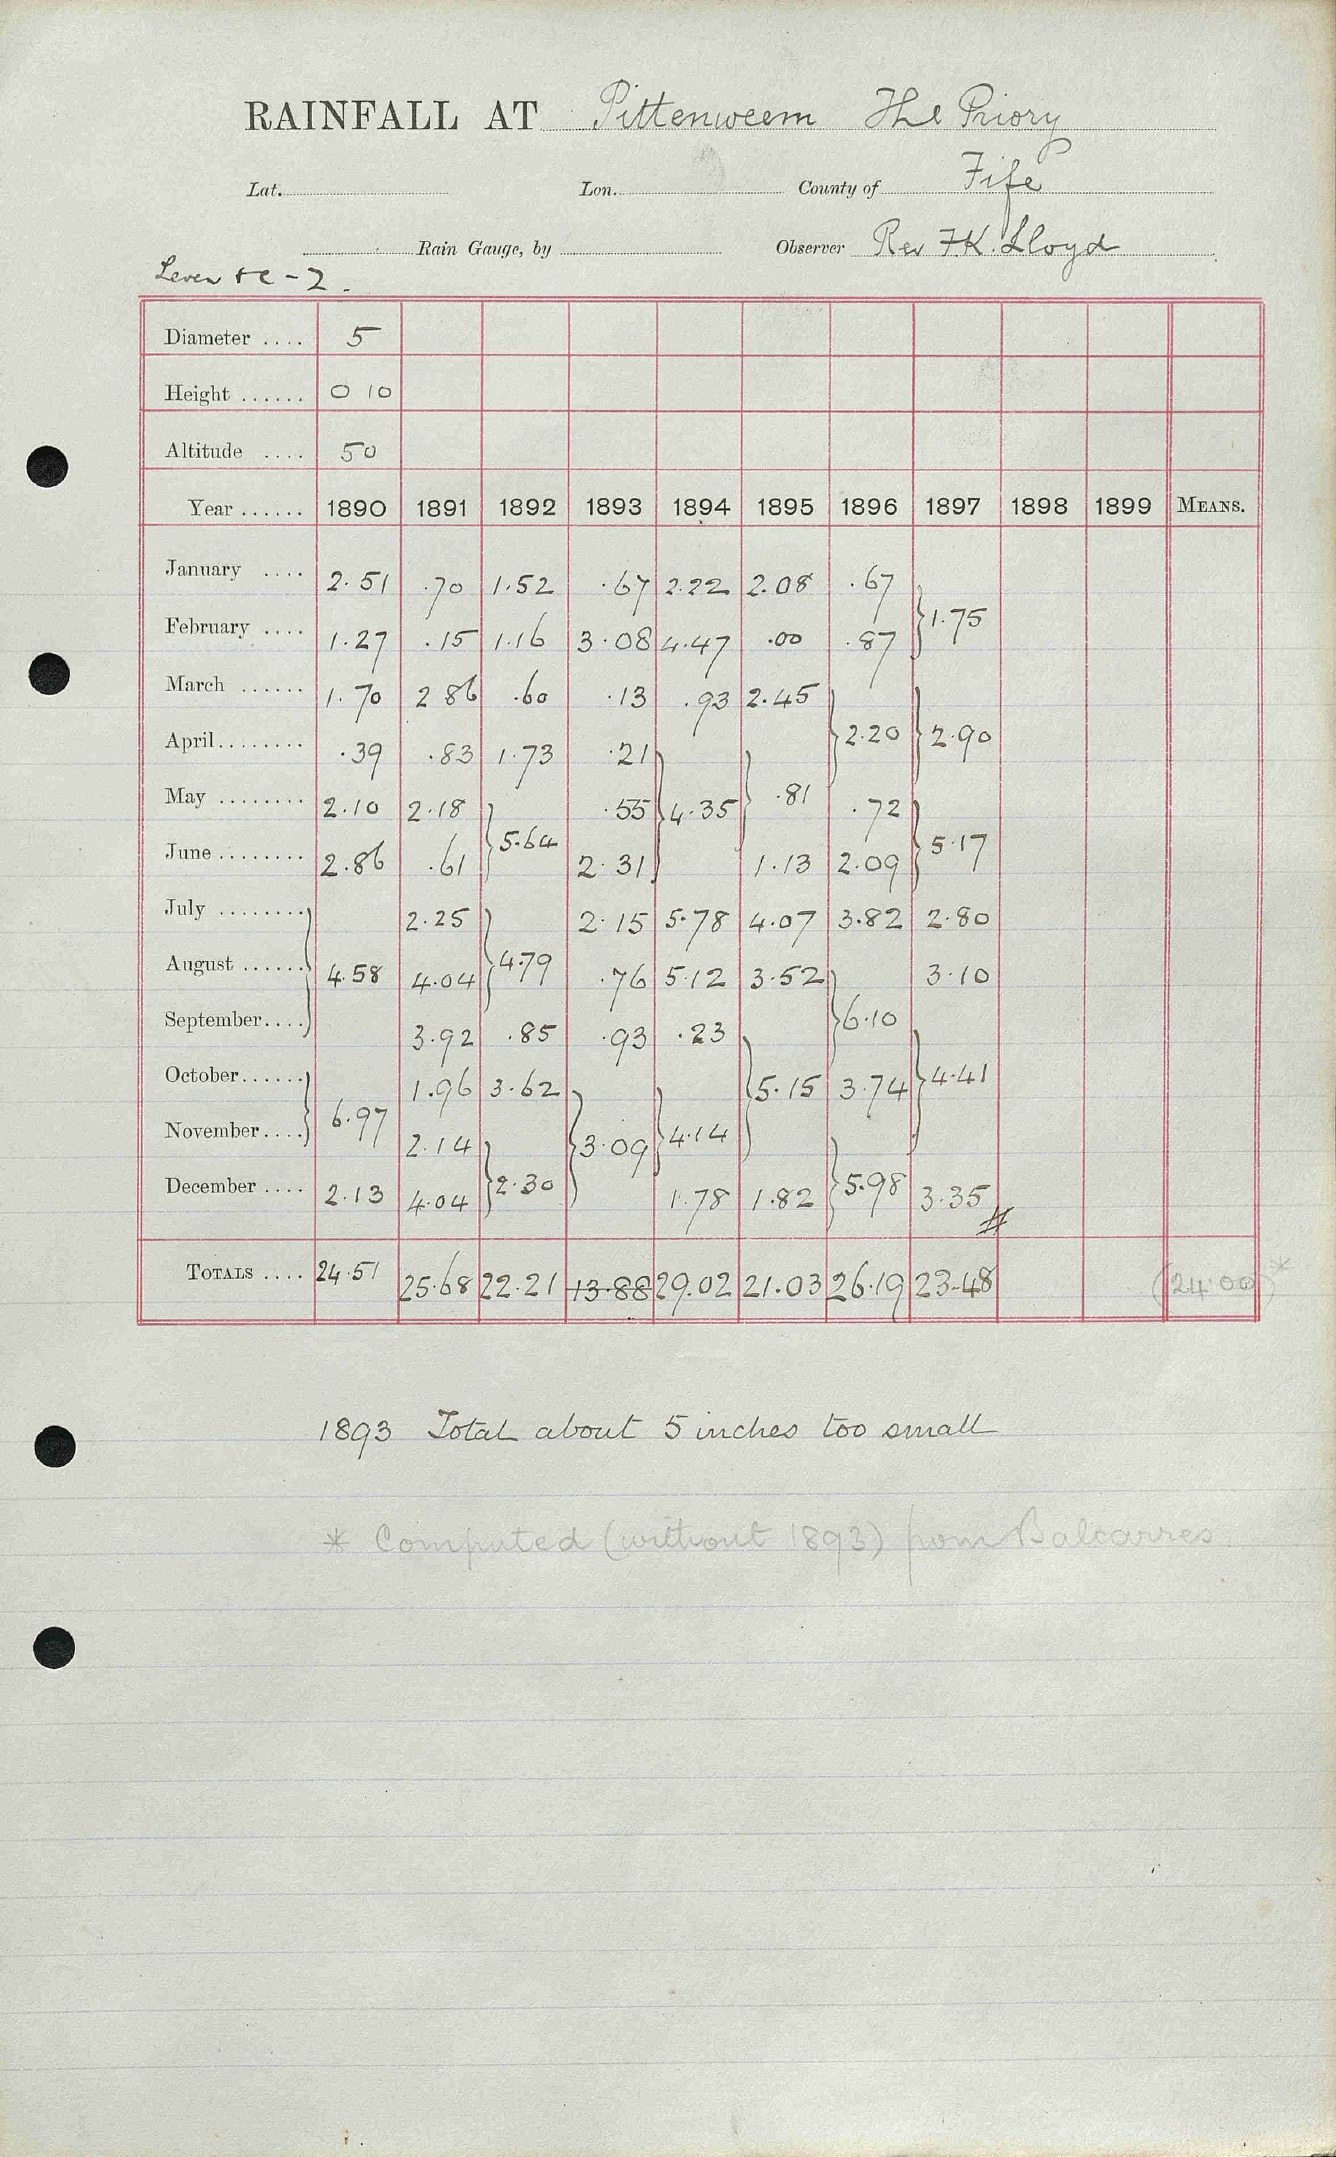 RAINFALL AT Pittenweem The Priory
Lat. Lon. County of Fife
Rain Gauge, by Observer Rev FK. Lloyd
Leven &c - 2.
Diameter .... 5
Height ...... 0 10
Altitude .... 50
Year ...... 1890 1891 1892 1893 1894 1895 1896 1897 1898 1899 MEANS.
January .... 2.51 .70 1.52 .67 2.22 2.08 .67
February .... 1.27 .15 1.16 3.08 4.47 .00 .87 } 1.75
March ...... 1.70 2 86 .60 .13 .93 2.45
April ........ .39 .83 1.73 .21 } 2.20 } 2.90
May ........ 2.10 2.18 .55 } 4.35 } .81 .72
June ........ 2.86 .61 } 5.64 2.31 1.13 2.09 } 5.17
July ........ 2.25 2.15 5.78 4.07 3.82 2.80
August ...... } 4.58 4.04 } 4.79 .76 5.12 3.52 3.10
September .... 3.92 .85 .93 .23 } 6.10
October ...... 1.96 3.62 } 5.15 3.74 } 4.41
November .... } 6.97 2.14 } 3.09 } 4.14
December .... 2.13 4.04 } 2.30 1.78 1.82 } 5.98 3.35 #
TOTALS .... 24.51 25.68 22.21 13.88 29.02 21.03 26.19 23.48 (24.00)*
1893 Total about 5 inches too small
* Computed (without 1893) from Balcarres